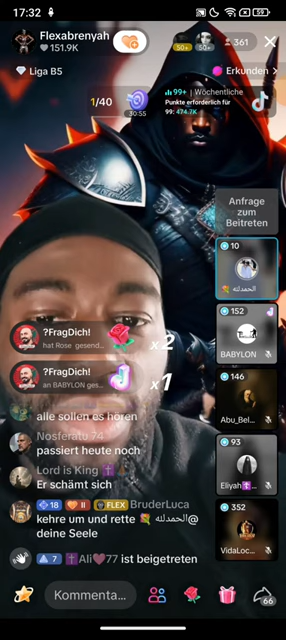 17:32
59
Flexabrenyah
151.9K
50+
50+
361
Liga B5
Erkunden >
1/40
30:55
99+ | Wöchentliche
Punkte erforderlich für
99: 474.7K
Anfrage
zum
Beitreten
10
الحمدلله
152
BABYLON
146
Abu_Bel...
93
Eliyah✝️...
352
VidaLoc...
?FragDich!
hat Rose gesend...
x2
?FragDich!
an BABYLON ges...
x1
alle sollen es hören
Nosferatu 74
passiert heute noch
Lord is King ✝️
Er schämt sich
18 II FLEX BruderLuca
@الحمدلله 💐 kehre um und rette
deine Seele
7 ✝️Ali❤️77 ist beigetreten
Kommenta...
66